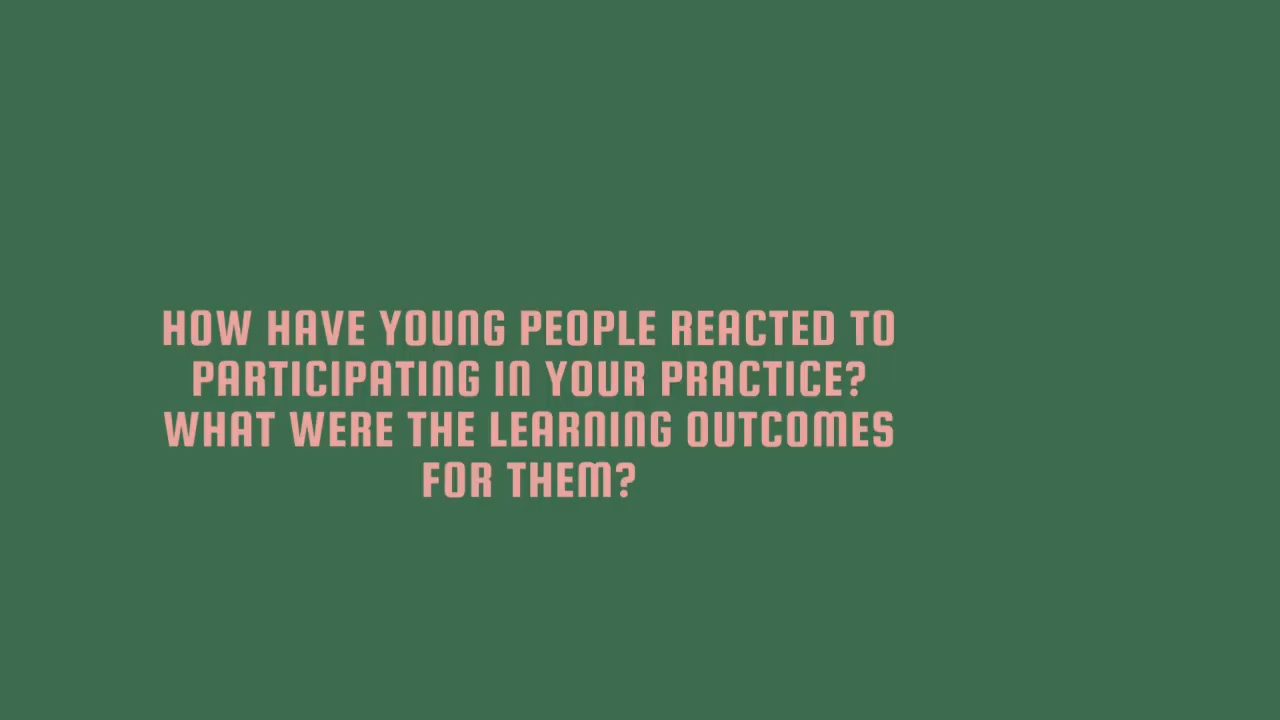 HOW HAVE YOUNG PEOPLE REACTED TO
PARTICIPATING IN YOUR PRACTICE?
WHAT WERE THE LEARNING OUTCOMES
FOR THEM?